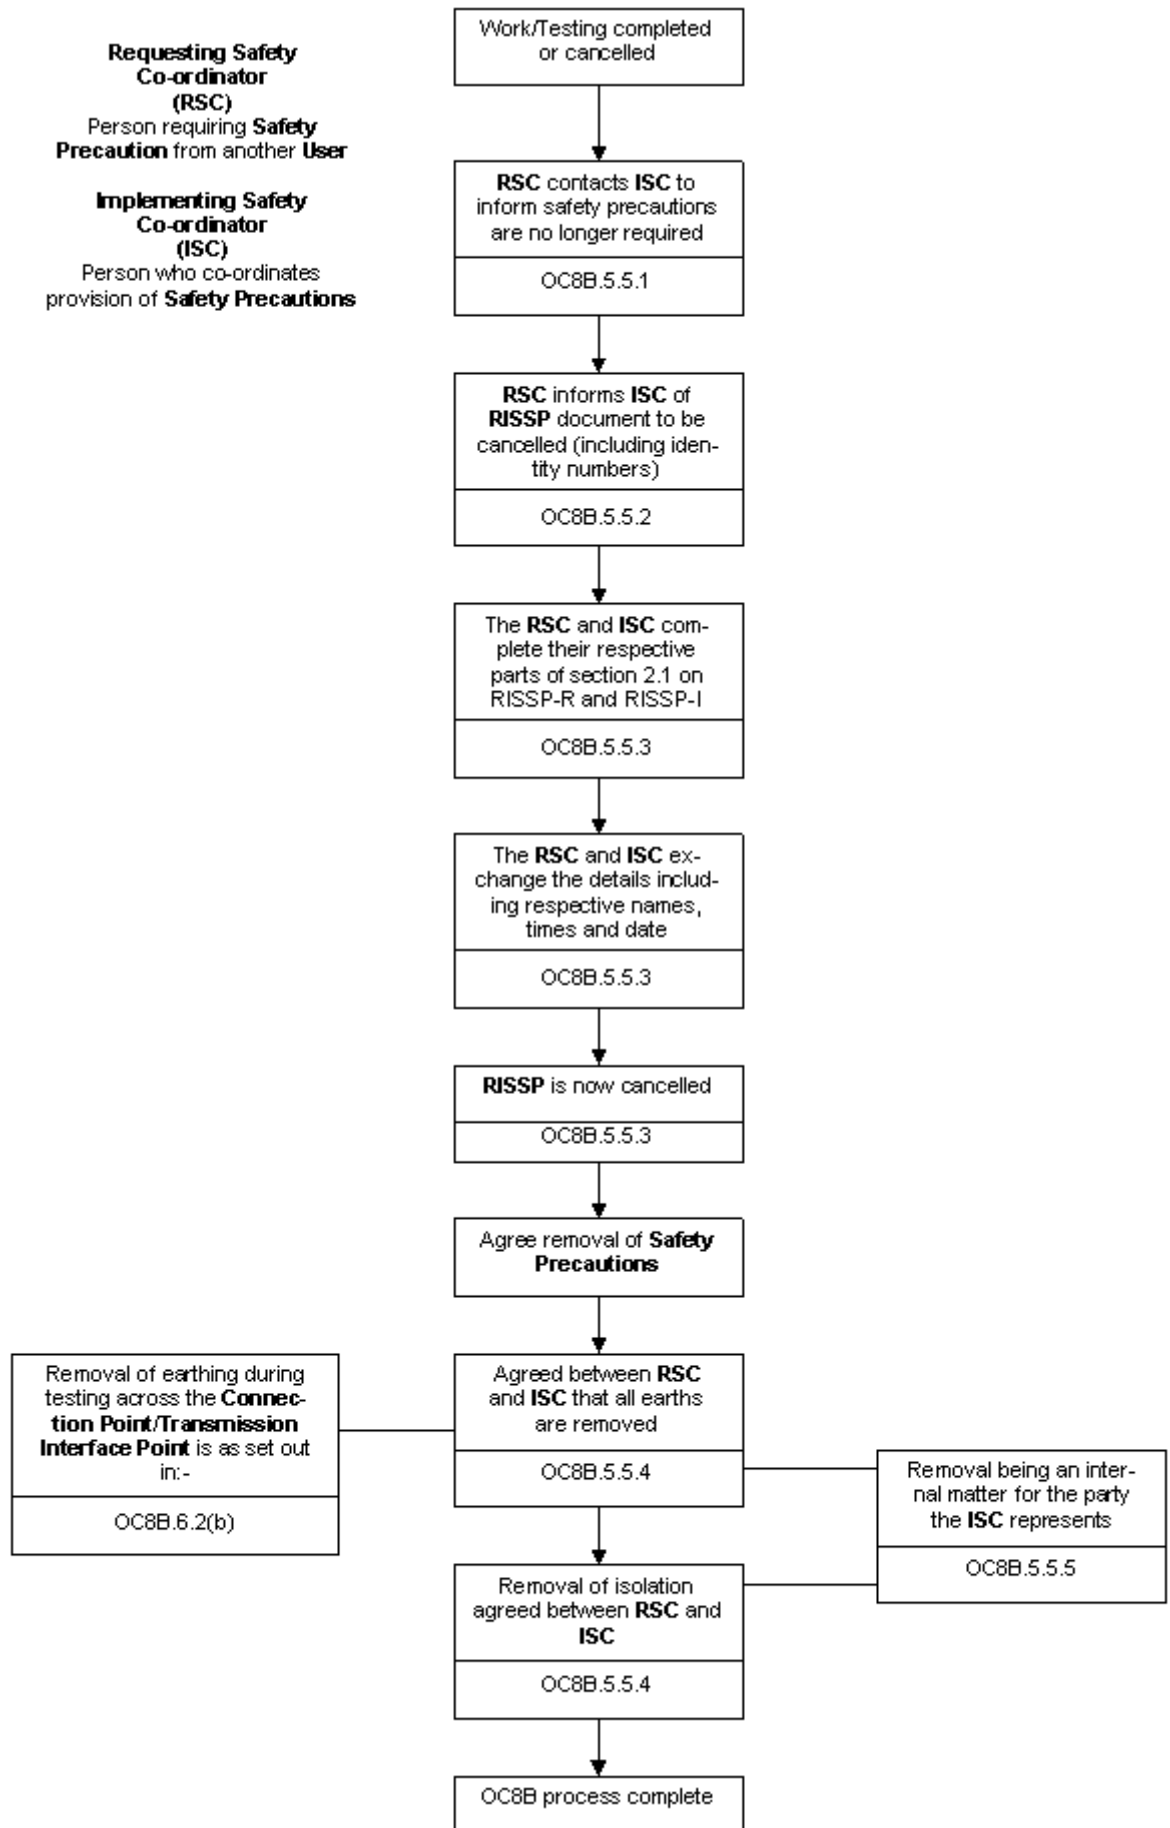 Work/Testing completed
or cancelled
Requesting Safety
Co-ordinator
(RSC)
Person requiring Safety
Precaution from another User
Implementing Safety
Co-ordinator
(ISC)
Person who co-ordinates
provision of Safety Precautions
RSC contacts ISC to
inform safety precautions
are no longer required
OC8B.5.5.1
RSC informs ISC of
RISSP document to be
cancelled (including iden-
tity numbers)
OC8B.5.5.2
The RSC and ISC com-
plete their respective
parts of section 2.1 on
RISSP-R and RISSP-I
OC8B.5.5.3
The RSC and ISC ex-
change the details includ-
ing respective names,
times and date
OC8B.5.5.3
RISSP is now cancelled
OC8B.5.5.3
Agree removal of Safety
Precautions
Removal of earthing during
testing across the Connec-
tion Point/Transmission
Interface Point is as set out
in:-
OC8B.6.2(b)
Agreed between RSC
and ISC that all earths
are removed
OC8B.5.5.4
Removal being an inter-
nal matter for the party
the ISC represents
OC8B.5.5.5
Removal of isolation
agreed between RSC and
ISC
OC8B.5.5.4
OC8B process complete